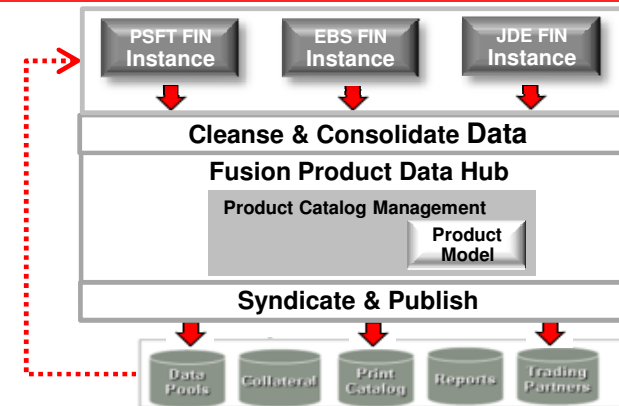 PSFT FIN
Instance
EBS FIN
Instance
JDE FIN
Instance
Cleanse & Consolidate Data
Fusion Product Data Hub
Product Catalog Management
Product
Model
Syndicate & Publish
Data
Pools
Collateral
Print
Catalog
Reports
Trading
Partners